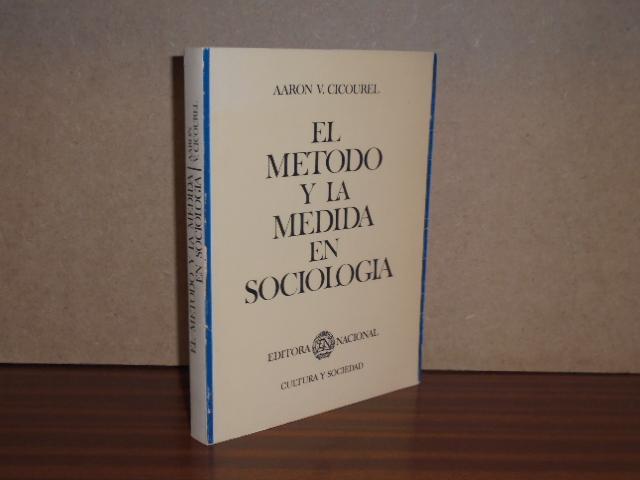 AARON V. CICOUREL
EL
METODO
Y LA
MEDIDA
EN
SOCIOLOGIA
EDITORA EN NACIONAL
CULTURA Y SOCIEDAD
EL METODO Y LA MEDIDA
EN SOCIOLOGIA
AARON
V. CICOUREL